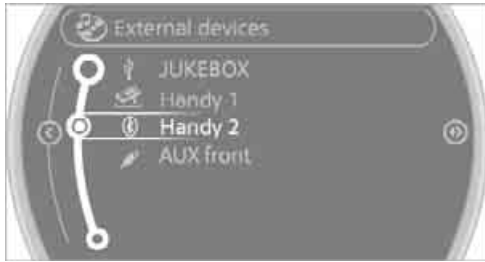 External devices
JUKEBOX
Handy 1
Handy 2
AUX front